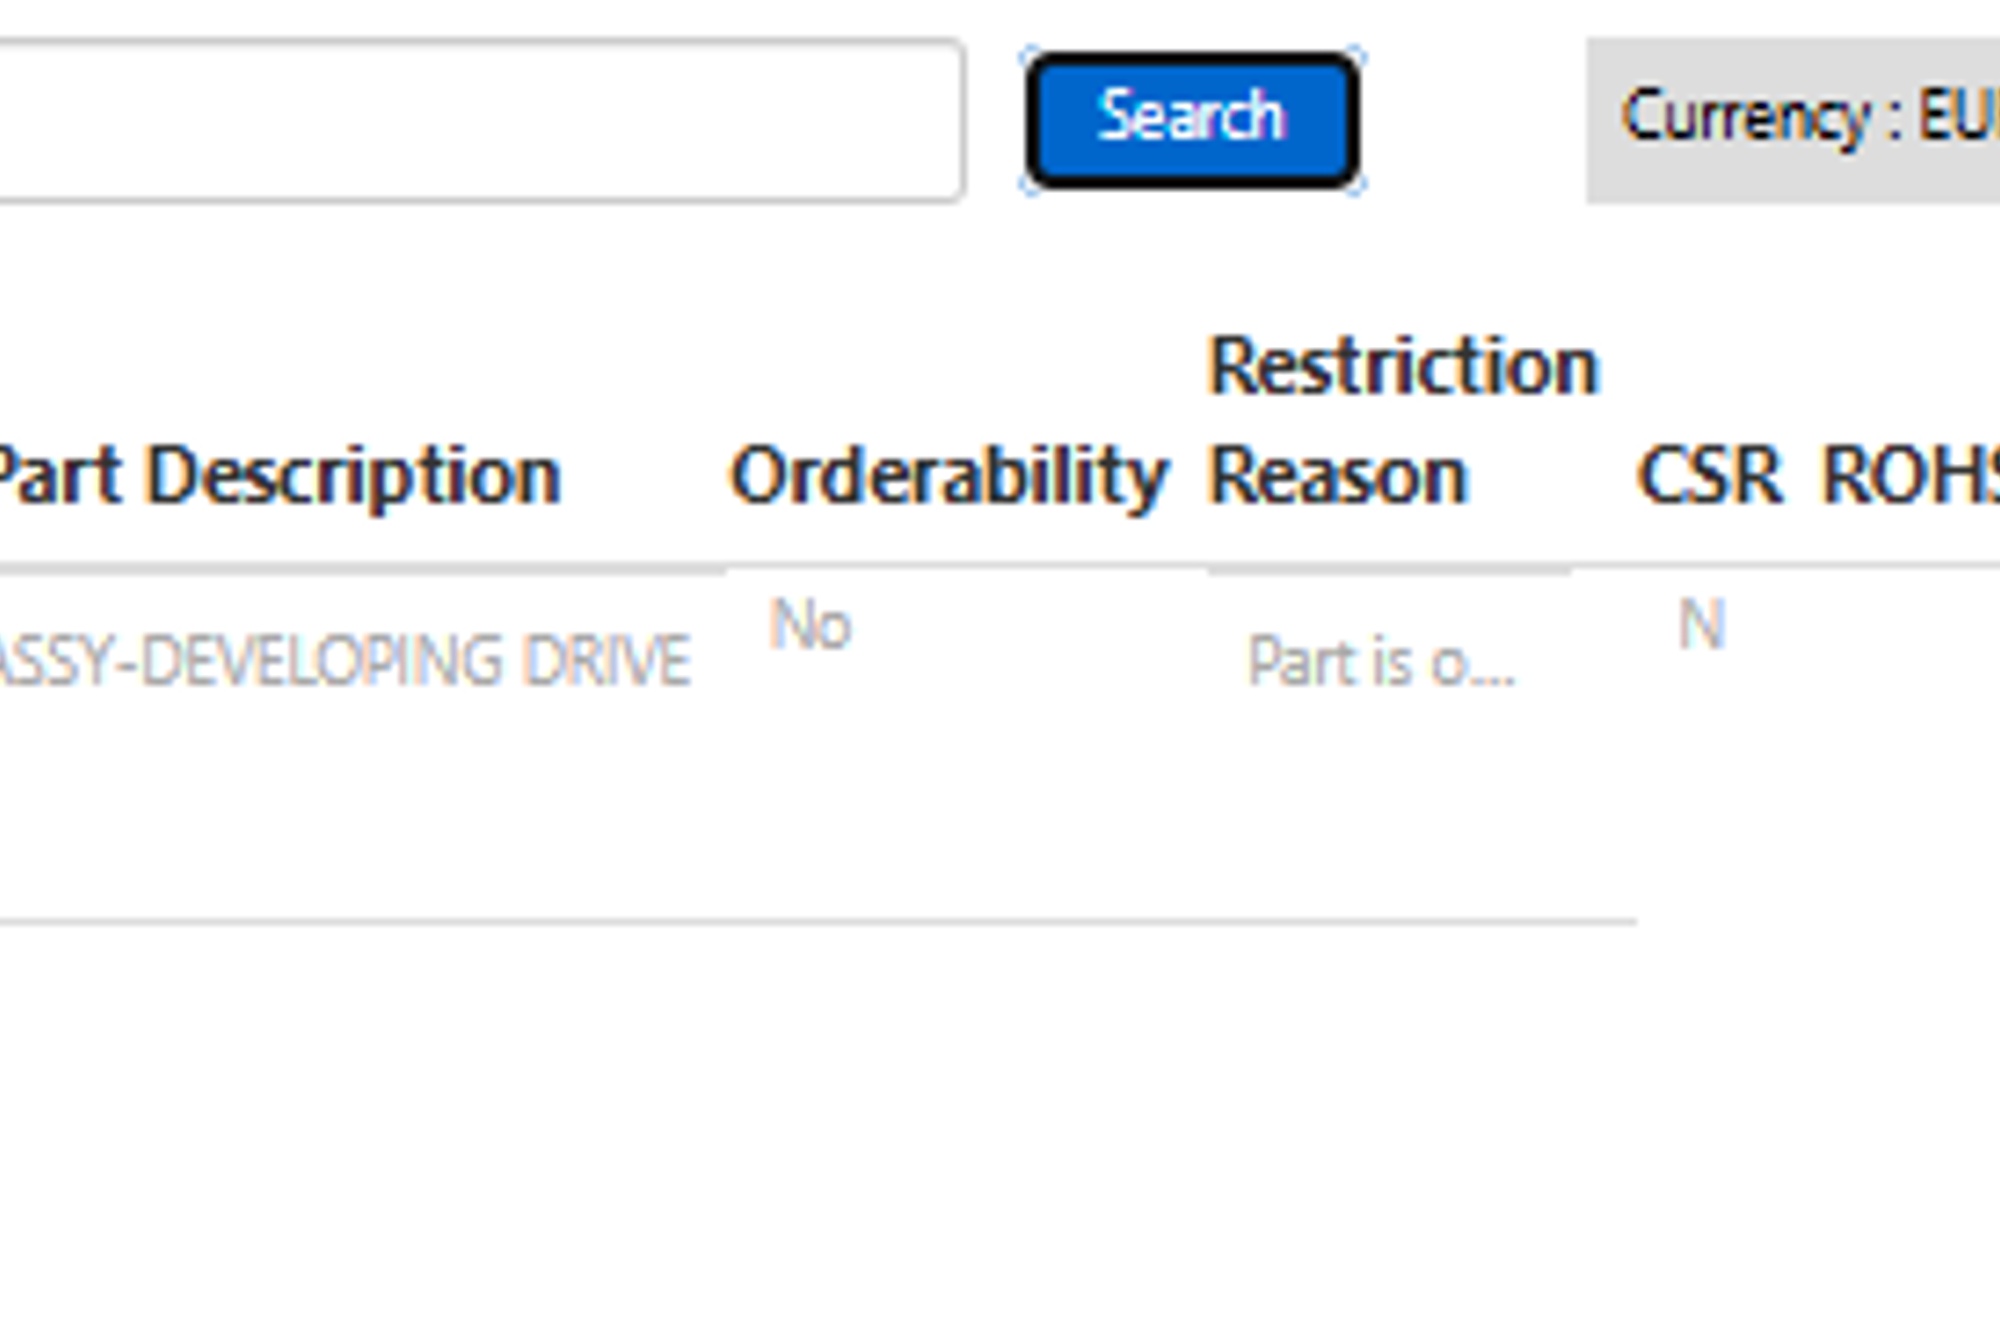 Search
Currency : EU
Restriction
Part Description Orderability Reason CSR ROHS
No N
ASSY-DEVELOPING DRIVE Part is o...